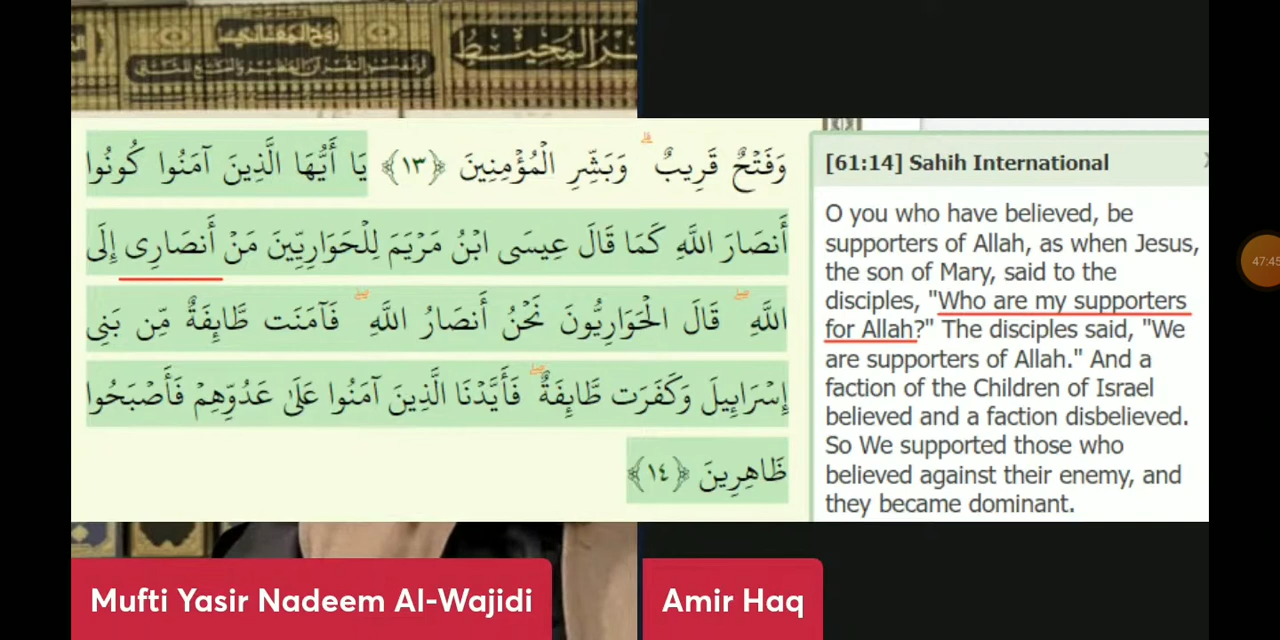 روح المعاني
وَفَتْحٌ قَرِيبٌ ۗ وَبَشِّرِ الْمُؤْمِنِينَ ﴿١٣﴾ يَا أَيُّهَا الَّذِينَ آمَنُوا كُونُوا
أَنصَارَ اللَّهِ كَمَا قَالَ عِيسَى ابْنُ مَرْيَمَ لِلْحَوَارِيِّينَ مَنْ أَنصَارِى إِلَى
اللَّهِ ۖ قَالَ الْحَوَارِيُّونَ نَحْنُ أَنصَارُ اللَّهِ ۖ فَآمَنَت طَّائِفَةٌ مِّن بَنِى
إِسْرَائِيلَ وَكَفَرَت طَّائِفَةٌ ۖ فَأَيَّدْنَا الَّذِينَ آمَنُوا عَلَىٰ عَدُوِّهِمْ فَأَصْبَحُوا
ظَاهِرِينَ ﴿١٤﴾
[61:14] Sahih International
O you who have believed, be
supporters of Allah, as when Jesus,
the son of Mary, said to the
disciples, "Who are my supporters
for Allah?" The disciples said, "We
are supporters of Allah." And a
faction of the Children of Israel
believed and a faction disbelieved.
So We supported those who
believed against their enemy, and
they became dominant.
47:45
Mufti Yasir Nadeem Al-Wajidi
Amir Haq